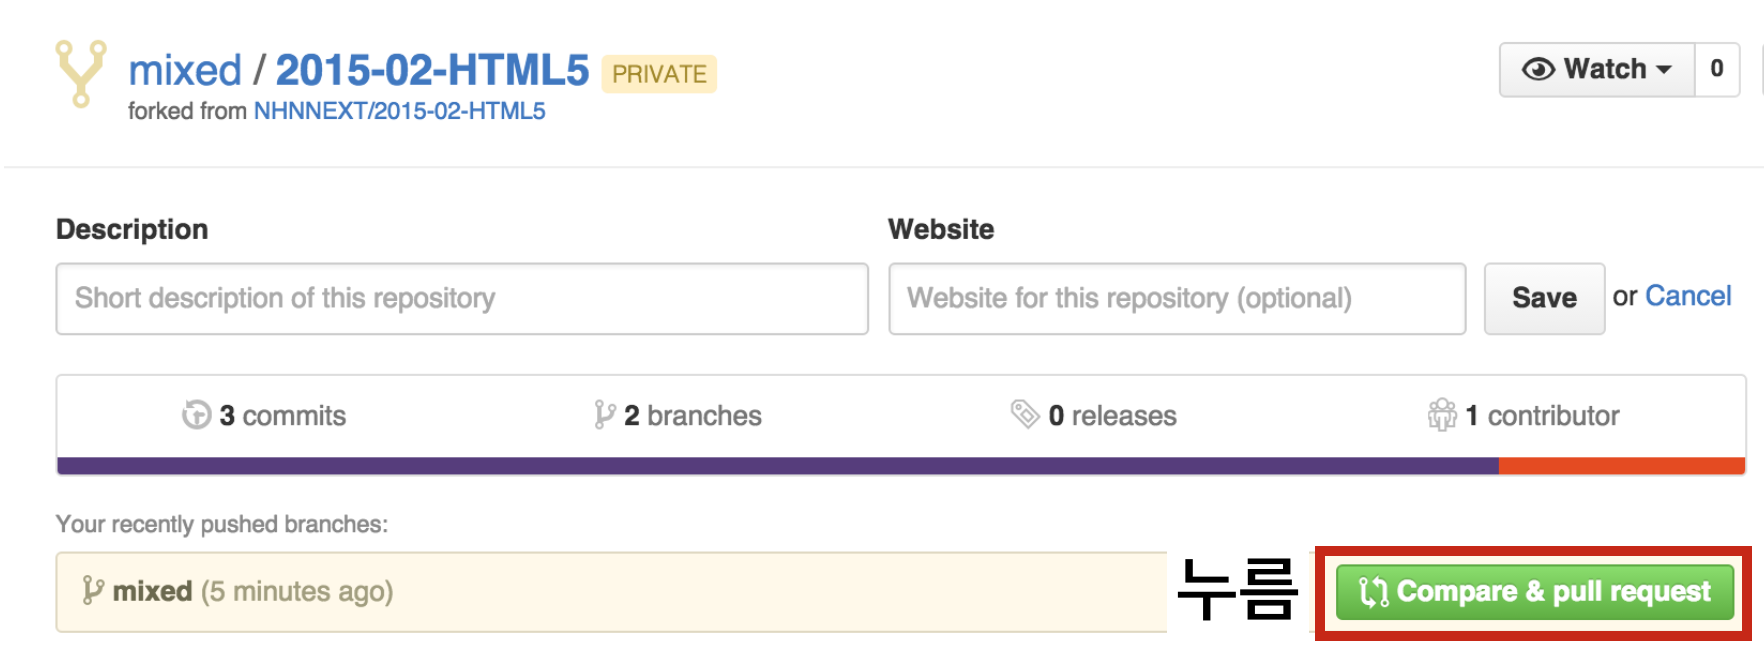 mixed / 2015-02-HTML5 PRIVATE
forked from NHNNEXT/2015-02-HTML5
Watch 0
Description
Website
Short description of this repository
Website for this repository (optional)
Save or Cancel
3 commits
2 branches
0 releases
1 contributor
Your recently pushed branches:
mixed (5 minutes ago)
누름
Compare & pull request